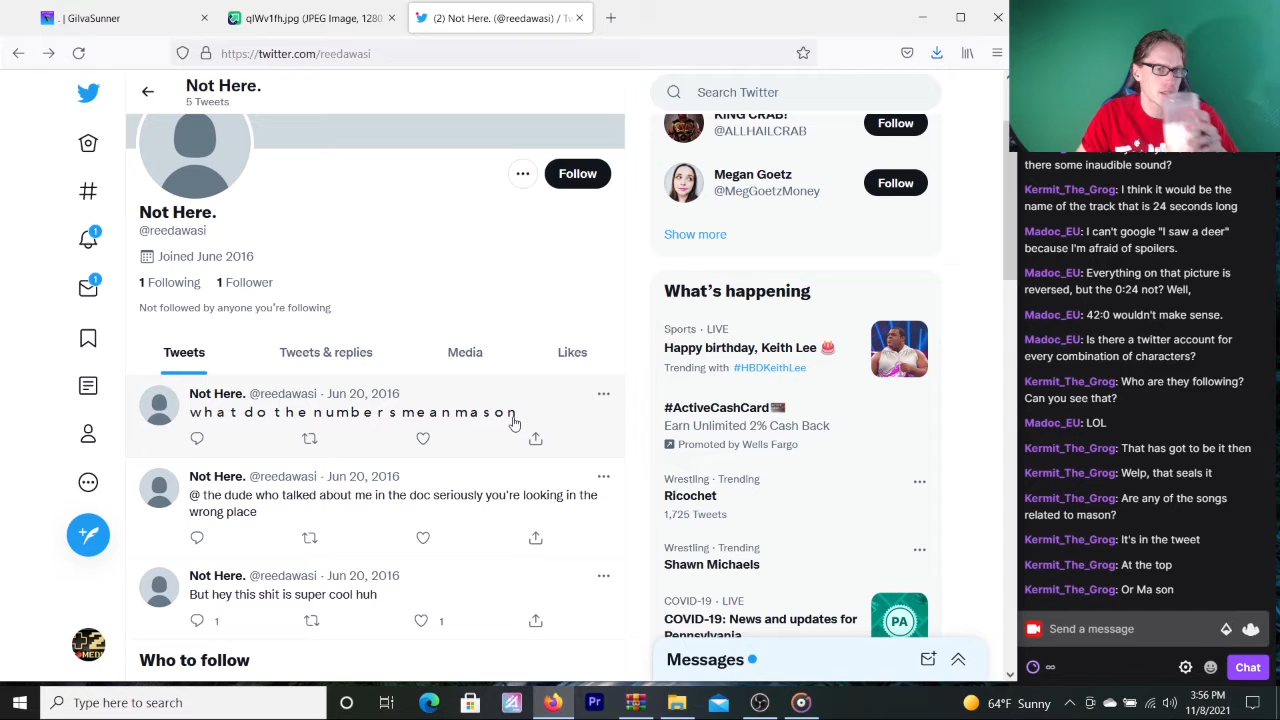 . | GilvaSunner
qIWv1fh.jpg (JPEG Image, 1280
(2) Not Here. (@reedawasi) / Tw
https://twitter.com/reedawasi
Not Here.
5 Tweets
Follow
Not Here.
@reedawasi
Joined June 2016
1 Following 1 Follower
Not followed by anyone you're following
Tweets
Tweets & replies
Media
Likes
Not Here. @reedawasi · Jun 20, 2016
w h a t d o t h e n u m b e r s m e a n m a s o n
Not Here. @reedawasi · Jun 20, 2016
@ the dude who talked about me in the doc seriously you're looking in the
wrong place
Not Here. @reedawasi · Jun 20, 2016
But hey this shit is super cool huh
1
1
Who to follow
1
1
Search Twitter
KING CRAB!
@ALLHAILCRAB
Follow
Megan Goetz
@MegGoetzMoney
Follow
Show more
What's happening
Sports · LIVE
Happy birthday, Keith Lee 🎂
Trending with #HBDKeithLee
#ActiveCashCard
Earn Unlimited 2% Cash Back
Promoted by Wells Fargo
Wrestling · Trending
Ricochet
1,725 Tweets
Wrestling · Trending
Shawn Michaels
COVID-19 · LIVE
COVID-19: News and updates for
Pennsylvania
PA
Messages
there some inaudible sound?
Kermit_The_Grog: I think it would be the
name of the track that is 24 seconds long
Madoc_EU: I can't google "I saw a deer"
because I'm afraid of spoilers.
Madoc_EU: Everything on that picture is
reversed, but the 0:24 not? Well,
Madoc_EU: 42:0 wouldn't make sense.
Madoc_EU: Is there a twitter account for
every combination of characters?
Kermit_The_Grog: Who are they following?
Can you see that?
Madoc_EU: LOL
Kermit_The_Grog: That has got to be it then
Kermit_The_Grog: Welp, that seals it
Kermit_The_Grog: Are any of the songs
related to mason?
Kermit_The_Grog: It's in the tweet
Kermit_The_Grog: At the top
Kermit_The_Grog: Or Ma son
Send a message
Chat
Type here to search
Pr
64°F Sunny
3:56 PM
11/8/2021